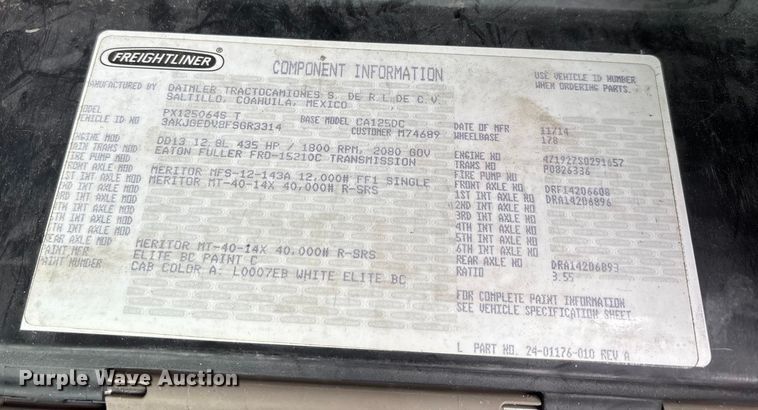 FREIGHTLINER ®
COMPONENT INFORMATION
USE VEHICLE ID NUMBER
WHEN ORDERING PARTS.
MANUFACTURED BY DAIMLER TRACTOCAMIONES S. DE R.L.DE C.V.
SALTILLO, COAHUILA, MEXICO
MODEL PX125064S T BASE MODEL CA125DC DATE OF MFR 11/14
VEHICLE ID NO 3AKJGEDV8FSGR3314 CUSTOMER M74689 WHEELBASE 178
ENGINE MOD DD13 12.8L 435 HP / 1800 RPM, 2080 GOV ENGINE NO 471927S0291657
MAIN TRANS MOD EATON FULLER FRO-15210C TRANSMISSION TRANS NO P0826336
FIRE PUMP MOD FIRE PUMP NO
FRONT AXLE MOD MERITOR MFS-12-143A 12,000# FF1 SINGLE FRONT AXLE NO DRF14206608
1ST INT AXLE MOD MERITOR MT-40-14X 40,000# R-SRS 1ST INT AXLE NO DRA14206896
2ND INT AXLE MOD 2ND INT AXLE NO
3RD INT AXLE MOD 3RD INT AXLE NO
4TH INT AXLE MOD 4TH INT AXLE NO
5TH INT AXLE MOD 5TH INT AXLE NO
6TH INT AXLE MOD 6TH INT AXLE NO
REAR AXLE MOD MERITOR MT-40-14X 40,000# R-SRS REAR AXLE NO DRA14206893
PAINT MFR ELITE BC PAINT C RATIO 3.55
PAINT NUMBER CAB COLOR A: L0007EB WHITE ELITE BC
FOR COMPLETE PAINT INFORMATION
SEE VEHICLE SPECIFICATION SHEET.
L PART NO. 24-01176-010 REV A
Purple Wave Auction